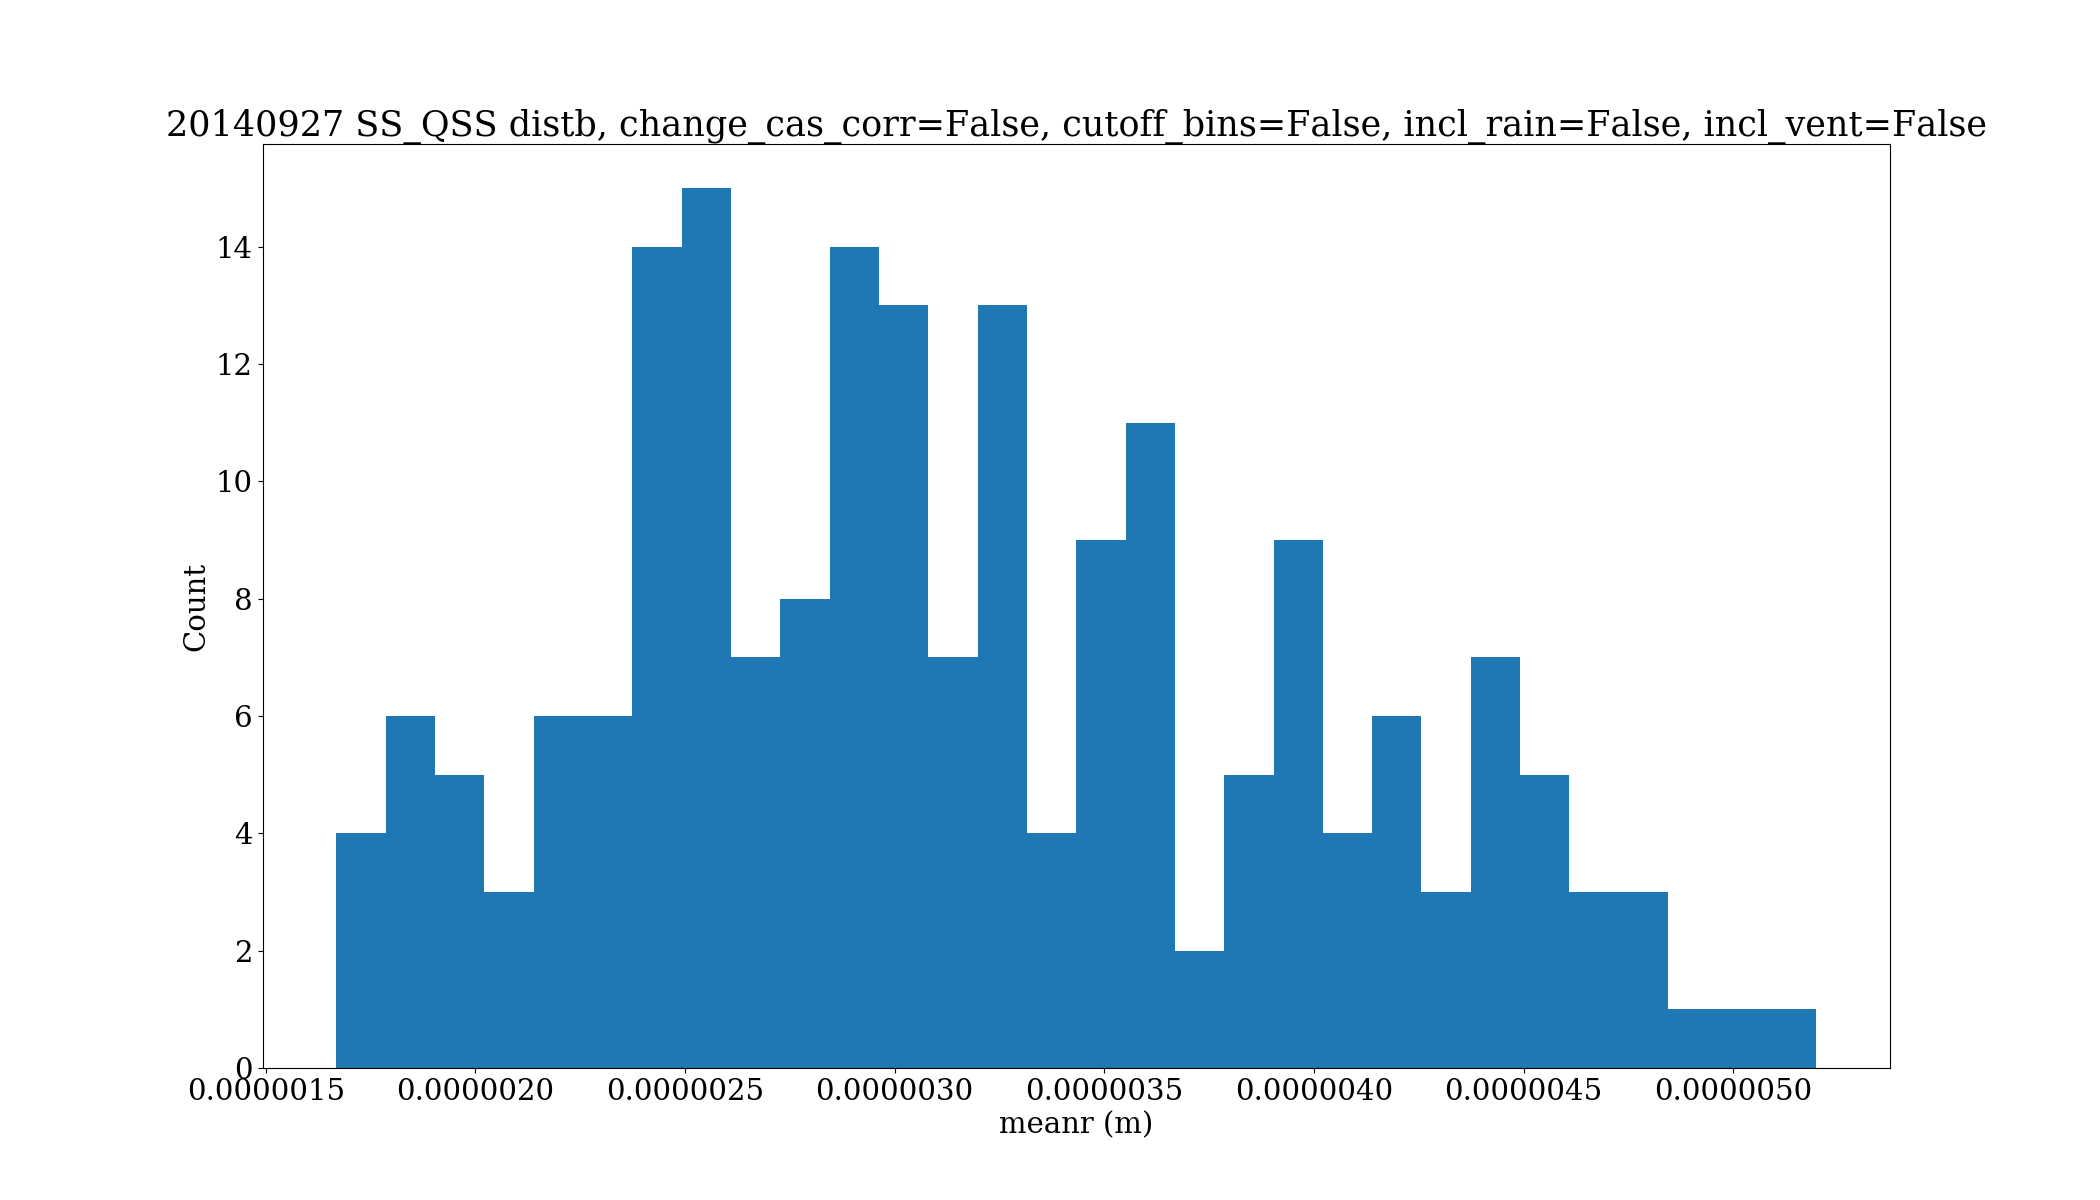 20140927 SS_QSS distb, change_cas_corr=False, cutoff_bins=False, incl_rain=False, incl_vent=False
14
12
10
8
6
4
2
0
Count
0.0000015 0.0000020 0.0000025 0.0000030 0.0000035 0.0000040 0.0000045 0.0000050
meanr (m)